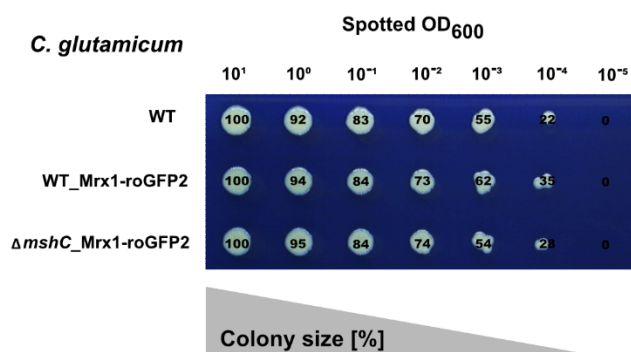 Spotted OD₆₀₀
C. glutamicum
10¹ 10⁰ 10⁻¹ 10⁻² 10⁻³ 10⁻⁴ 10⁻⁵
WT 100 92 83 70 55 22 0
WT_Mrx1-roGFP2 100 94 84 73 62 35 0
ΔmshC_Mrx1-roGFP2 100 95 84 74 54 28 0
Colony size [%]